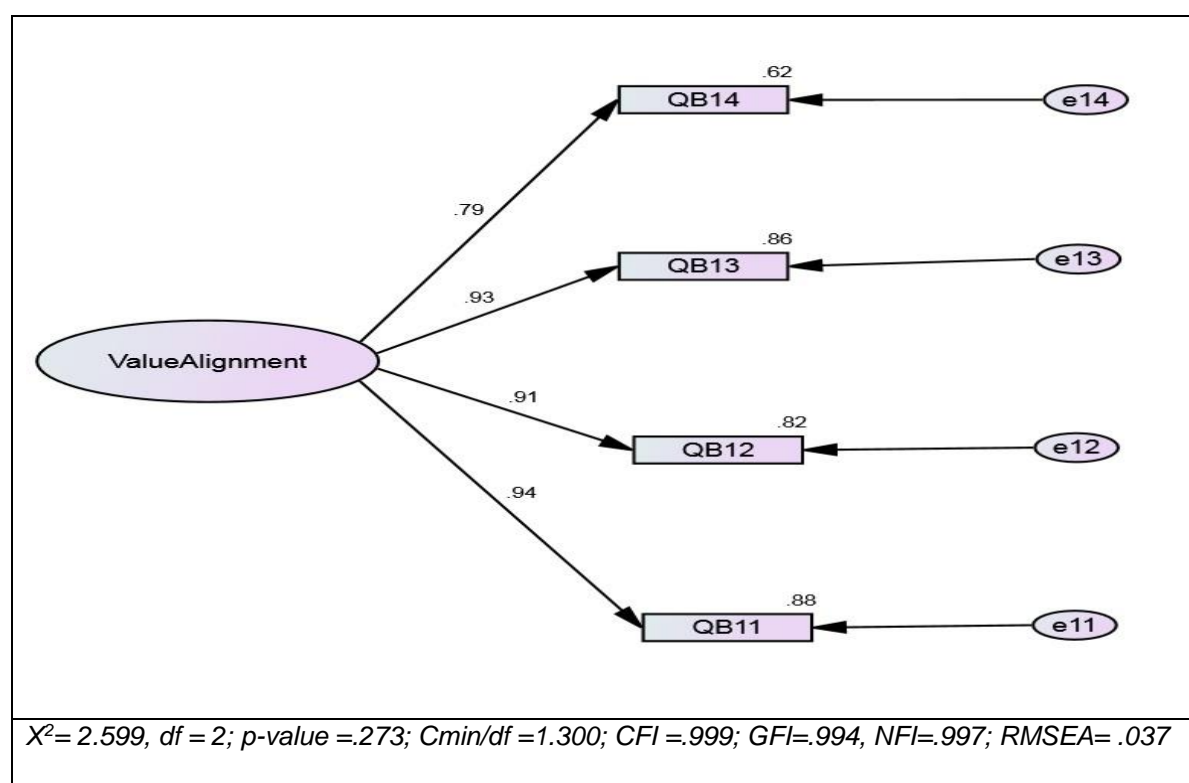 .62
QB14
e14
.79
.86
QB13
e13
.93
ValueAlignment
.91
.82
QB12
e12
.94
.88
QB11
e11
X²= 2.599, df = 2; p-value =.273; Cmin/df =1.300; CFI =.999; GFI=.994, NFI=.997; RMSEA= .037